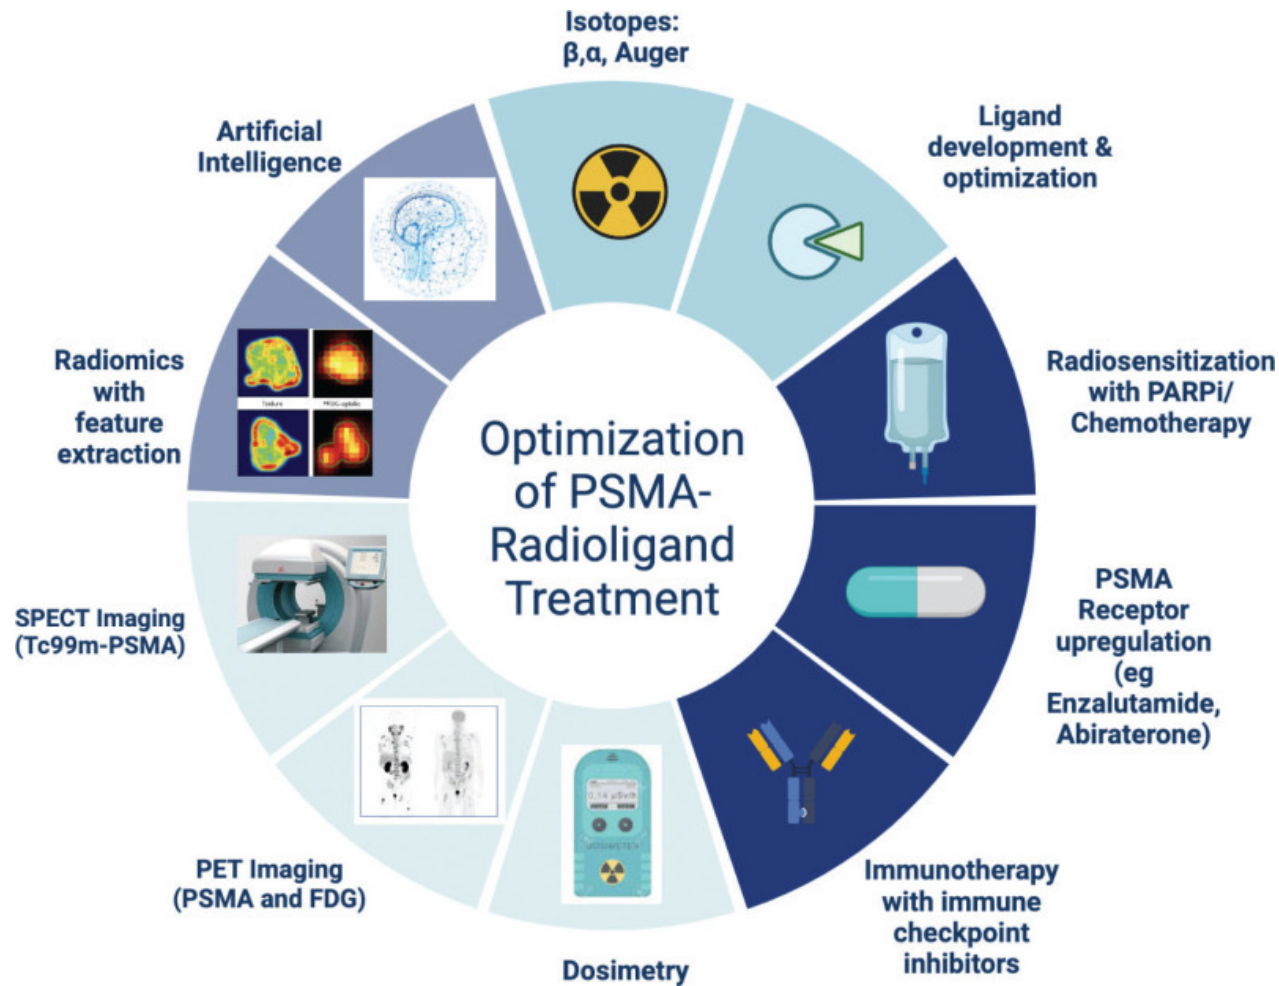 Isotopes:
β,α, Auger
Ligand
development &
optimization
Radiosensitization
with PARPi/
Chemotherapy
PSMA
Receptor
upregulation
(eg
Enzalutamide,
Abiraterone)
Immunotherapy
with immune
checkpoint
inhibitors
Dosimetry
PET Imaging
(PSMA and FDG)
SPECT Imaging
(Tc99m-PSMA)
Radiomics
with
feature
extraction
Artificial
Intelligence
Optimization
of PSMA-
Radioligand
Treatment